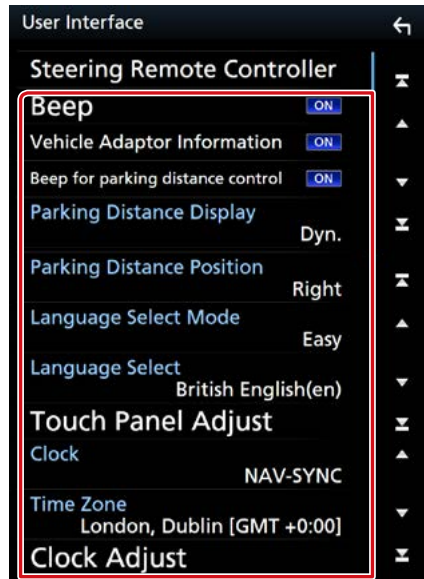 User Interface
Steering Remote Controller
Beep ON
Vehicle Adaptor Information ON
Beep for parking distance control ON
Parking Distance Display
Dyn.
Parking Distance Position
Right
Language Select Mode
Easy
Language Select
British English(en)
Touch Panel Adjust
Clock
NAV-SYNC
Time Zone
London, Dublin [GMT +0:00]
Clock Adjust